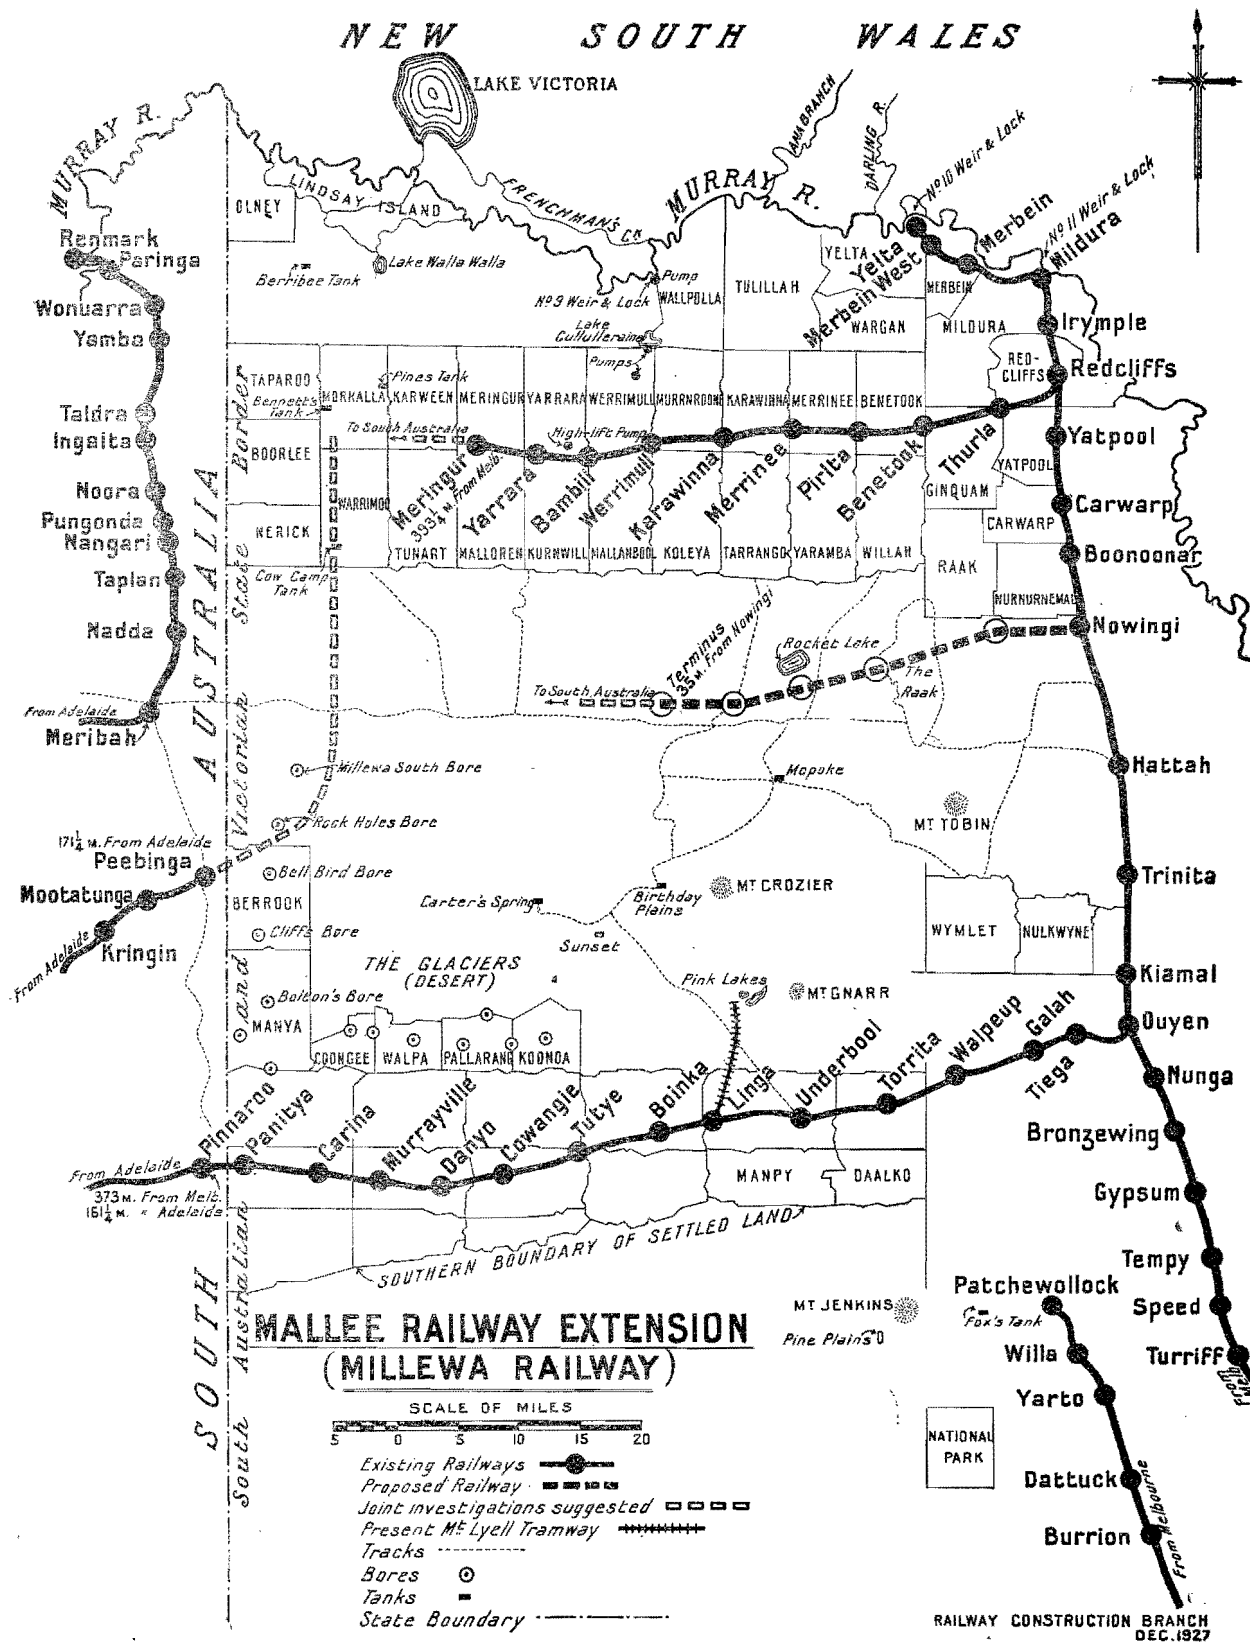 NEW SOUTH WALES
LAKE VICTORIA
MURRAY R.
LINDSAY ISLAND
FRENCHMAN'S CK
MURRAY R.
ANABRANCH
DARLING R.
Nº 10 Weir & Lock
Nº 11 Weir & Lock
OLNEY
Berribee Tank
Lake Walla Walla
Nº 9 Weir & Lock
Pump
WALLPOLLA
Lake Cullulleraine
Pumps
TULILLAH
YELTA
WARGAN
MERBEIN
MILDURA
RED-
CLIFFS
Renmark
Paringa
Wonuarra
Yamba
Taldra
Ingalta
Noora
Pungonda
Nangari
Taplan
Nadda
From Adelaide
Meribah
Yelta
Merbein West
Merbein
Mildura
Irymple
Redcliffs
Yatpool
Carwarp
Boonoonar
Nowingi
Hattah
Trinita
Kiamal
Ouyen
Nunga
Bronzewing
Gypsum
Tempy
Speed
Turriff
From Melb.
TAPAROO
Bennett's Tank
MORKALLA
Pines Tank
KARWEEN
MERINGUR
YARRARA
WERRIMULL
MURRNROONG
KARAWINNA
MERRINEE
BENETOOK
To South Australia
High-lift Pump
BOORLEE
WARRIMOO
NERICK
Cow Camp
Tank
Meringur
393¼ M. From Melb.
Yarrara
Bambill
Werrimull
Karawinna
Merrinee
Pirita
Benetook
Thurla
TUNART
MALLOREN
KURNWILL
MALLANBOOL
KOLEYA
TARRANGO
YARAMBA
WILLAH
YATPOOL
GINQUAM
CARWARP
RAAK
NURNURNEMAL
Terminus
35 M. From Nowingi
Rocket Lake
The
Raak
To South Australia
Millewa South Bore
Rock Holes Bore
Mopoke
MT TOBIN
171¼ M. From Adelaide
Peebinga
Mootatunga
Kringin
From Adelaide
Bell Bird Bore
BERROOK
Cliffs Bore
Carter's Spring
Birthday
Plains
MT CROZIER
Sunset
WYMLET
NULKWYNE
THE GLACIERS
(DESERT)
Pink Lakes
MT GNARR
Bolton's Bore
MANYA
COONGEE
WALPA
PALLARANG
KOONDA
Pinnaroo
Panitya
Carina
Murrayville
Danyo
Cowangie
Tutye
Boinka
Linga
Underbool
Torrita
Walpeup
Galah
Tiega
From Adelaide
373 M. From Melb.
161¼ M. " Adelaide
MANPY
DAALKO
SOUTHERN BOUNDARY OF SETTLED LAND
SOUTH AUSTRALIA
South Australian and Victorian State Border
MT JENKINS
Pine Plains
Patchewollock
Fox's Tank
Willa
Yarto
Dattuck
Burrion
From Melbourne
NATIONAL
PARK
MALLEE RAILWAY EXTENSION
(MILLEWA RAILWAY)
SCALE OF MILES
5 0 5 10 15 20
Existing Railways
Proposed Railway
Joint investigations suggested
Present Mt Lyell Tramway
Tracks
Bores
Tanks
State Boundary
RAILWAY CONSTRUCTION BRANCH
DEC. 1927